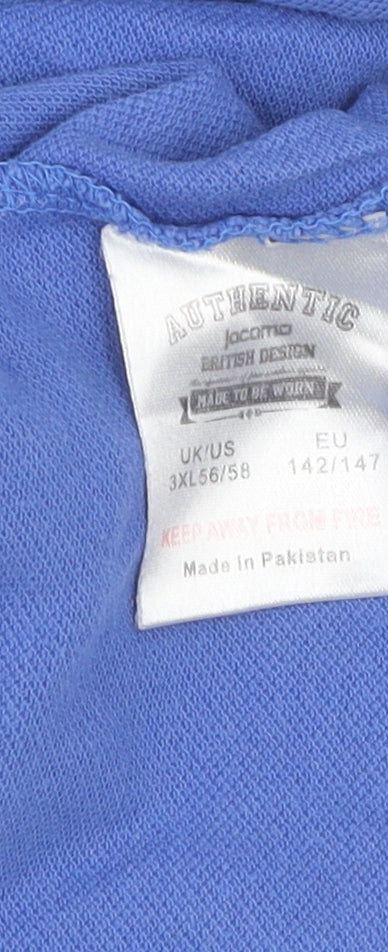 AUTHENTIC
jacamo
BRITISH DESIGN
MADE TO BE WORN
UK/US EU
3XL56/58 142/147
KEEP AWAY FROM FIRE
Made in Pakistan